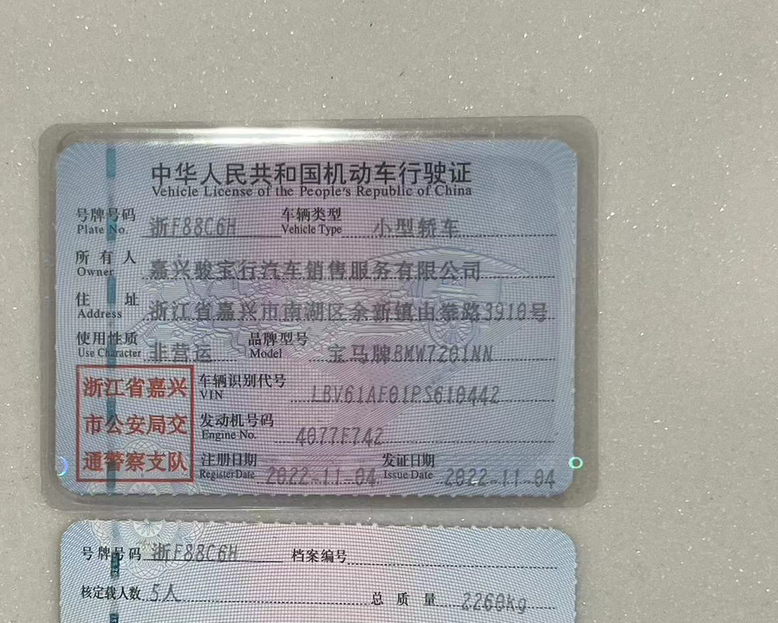 中华人民共和国机动车行驶证
Vehicle License of the People's Republic of China
号牌号码 浙F88C6H 车辆类型 小型轿车
Plate No. Vehicle Type
所有人 嘉兴骏宝行汽车销售服务有限公司
Owner
住址 浙江省嘉兴市南湖区余新镇由拳路3910号
Address
使用性质 非营运 品牌型号 宝马牌BMW7201NN
Use Character Model
浙江省嘉兴
市公安局交
通警察支队
车辆识别代号 LBV61AF01PS610442
VIN
发动机号码 4077F742
Engine No.
注册日期 2022-11-04 发证日期 2022-11-04
Register Date Issue Date
号牌号码 浙F88C6H 档案编号
核定载人数 5人 总质量 2260kg